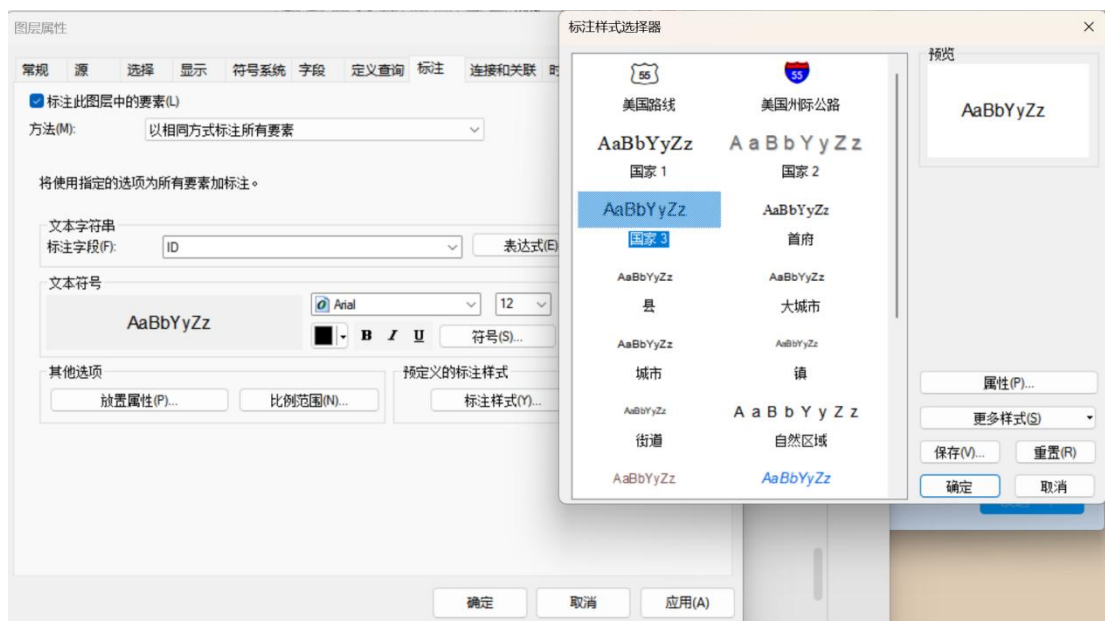 图层属性
常规 源 选择 显示 符号系统 字段 定义查询 标注 连接和关联
标注此图层中的要素(L)
方法(M): 以相同方式标注所有要素
将使用指定的选项为所有要素加标注。
文本字符串
标注字段(F): ID 表达式(E)
文本符号
AaBbYyZz
Arial 12
B I U 符号(S)...
其他选项
放置属性(P)... 比例范围(N)...
预定义的标注样式
标注样式(Y)...
确定 取消 应用(A)
标注样式选择器
55 55
美国路线 美国州际公路
AaBbYyZz AaBbYyZz
国家 1 国家 2
AaBbYyZz AaBbYyZz
国家 3 首府
AaBbYyZz AaBbYyZz
县 大城市
AaBbYyZz AaBbYyZz
城市 镇
AaBbYyZz AaBbYyZz
街道 自然区域
AaBbYyZz AaBbYyZz
预览
AaBbYyZz
属性(P)...
更多样式(S)
保存(V)... 重置(R)
确定 取消